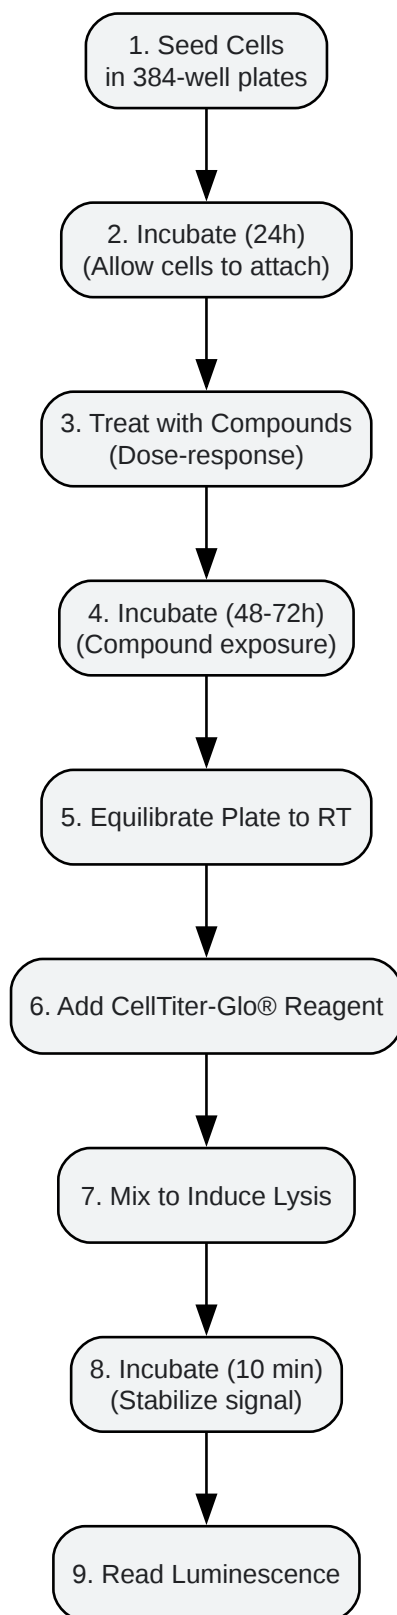 1. Seed Cells
in 384-well plates
2. Incubate (24h)
(Allow cells to attach)
3. Treat with Compounds
(Dose-response)
4. Incubate (48-72h)
(Compound exposure)
5. Equilibrate Plate to RT
6. Add CellTiter-Glo® Reagent
7. Mix to Induce Lysis
8. Incubate (10 min)
(Stabilize signal)
9. Read Luminescence